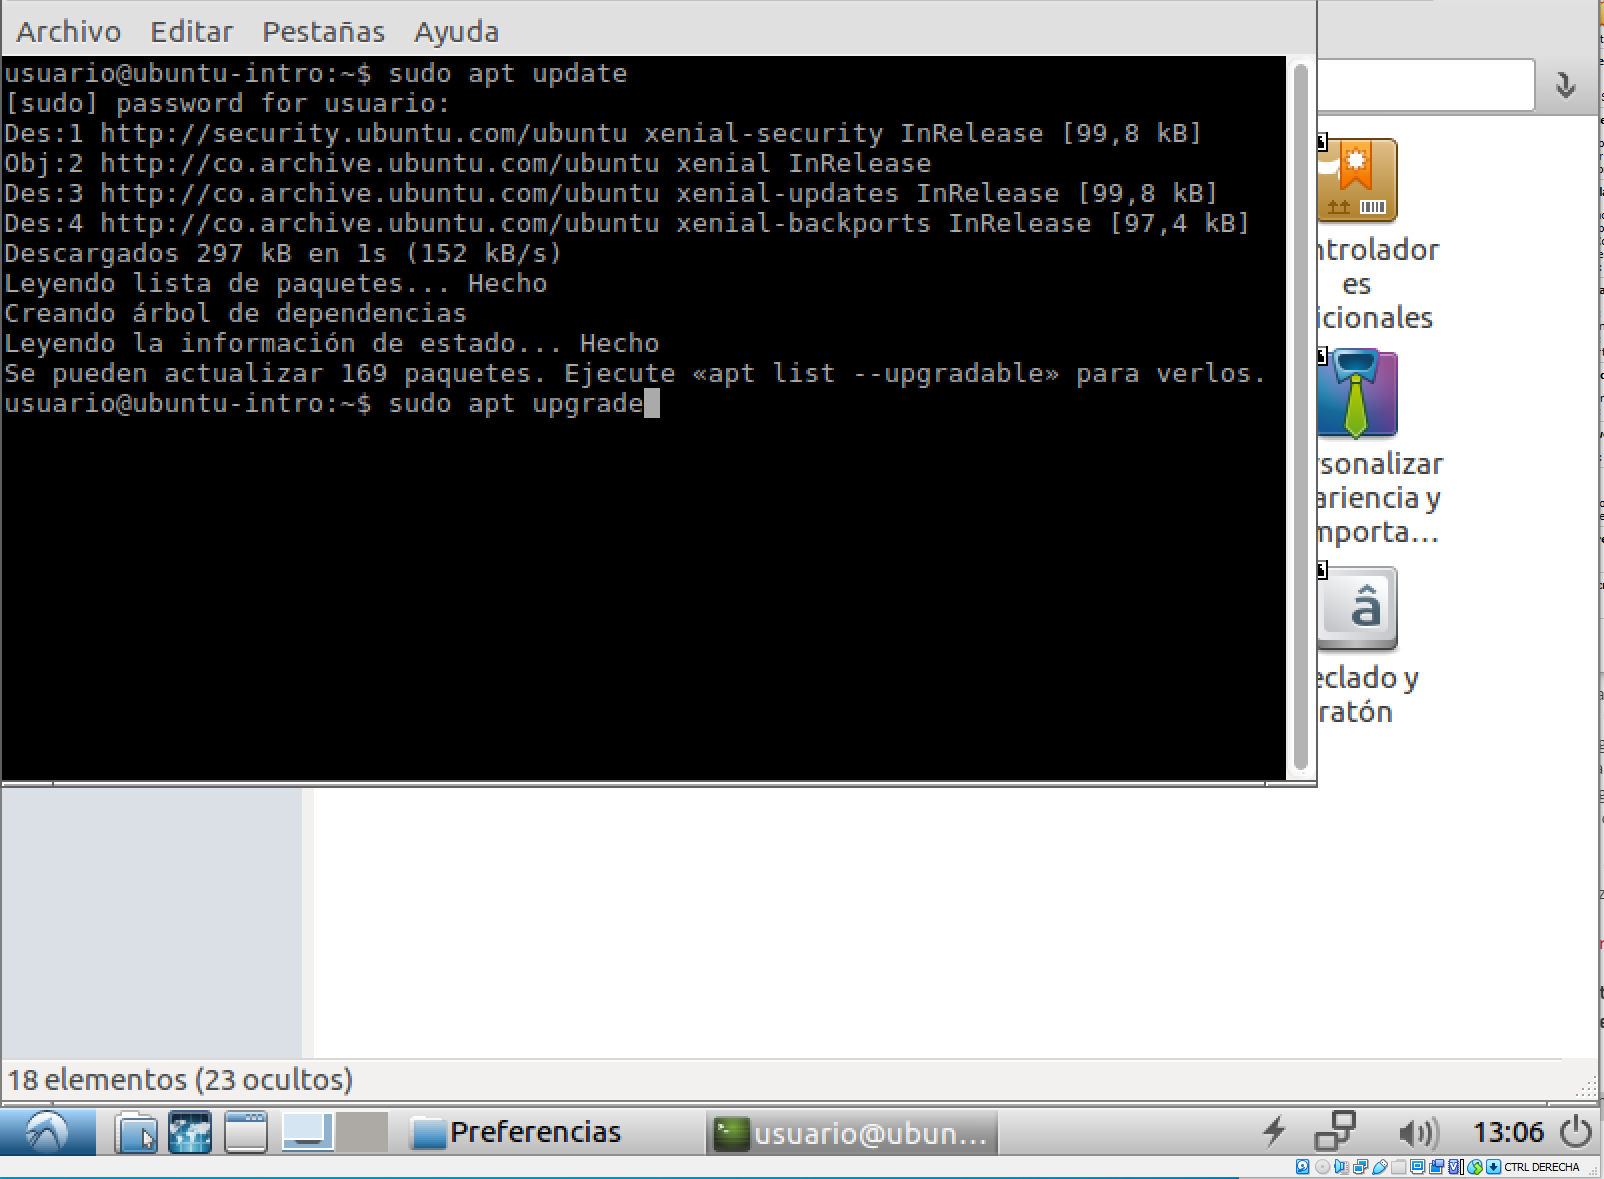 Archivo Editar Pestañas Ayuda
usuario@ubuntu-intro:~$ sudo apt update
[sudo] password for usuario:
Des:1 http://security.ubuntu.com/ubuntu xenial-security InRelease [99,8 kB]
Obj:2 http://co.archive.ubuntu.com/ubuntu xenial InRelease
Des:3 http://co.archive.ubuntu.com/ubuntu xenial-updates InRelease [99,8 kB]
Des:4 http://co.archive.ubuntu.com/ubuntu xenial-backports InRelease [97,4 kB]
Descargados 297 kB en 1s (152 kB/s)
Leyendo lista de paquetes... Hecho
Creando árbol de dependencias
Leyendo la información de estado... Hecho
Se pueden actualizar 169 paquetes. Ejecute «apt list --upgradable» para verlos.
usuario@ubuntu-intro:~$ sudo apt upgrade
ntrolador
es
icionales
rsonalizar
ariencia y
mporta...
â
eclado y
ratón
18 elementos (23 ocultos)
Preferencias
usuario@ubun...
13:06
CTRL DERECHA